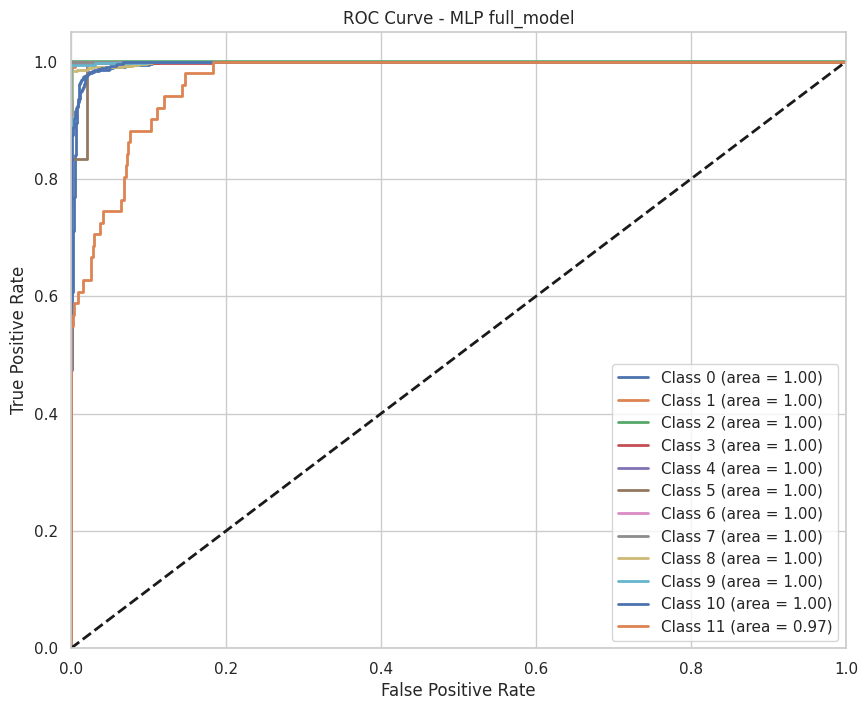 ROC Curve - MLP full_model
True Positive Rate
1.0
0.8
0.6
0.4
0.2
0.0
0.0
0.2
0.4
0.6
0.8
1.0
False Positive Rate
Class 0 (area = 1.00)
Class 1 (area = 1.00)
Class 2 (area = 1.00)
Class 3 (area = 1.00)
Class 4 (area = 1.00)
Class 5 (area = 1.00)
Class 6 (area = 1.00)
Class 7 (area = 1.00)
Class 8 (area = 1.00)
Class 9 (area = 1.00)
Class 10 (area = 1.00)
Class 11 (area = 0.97)